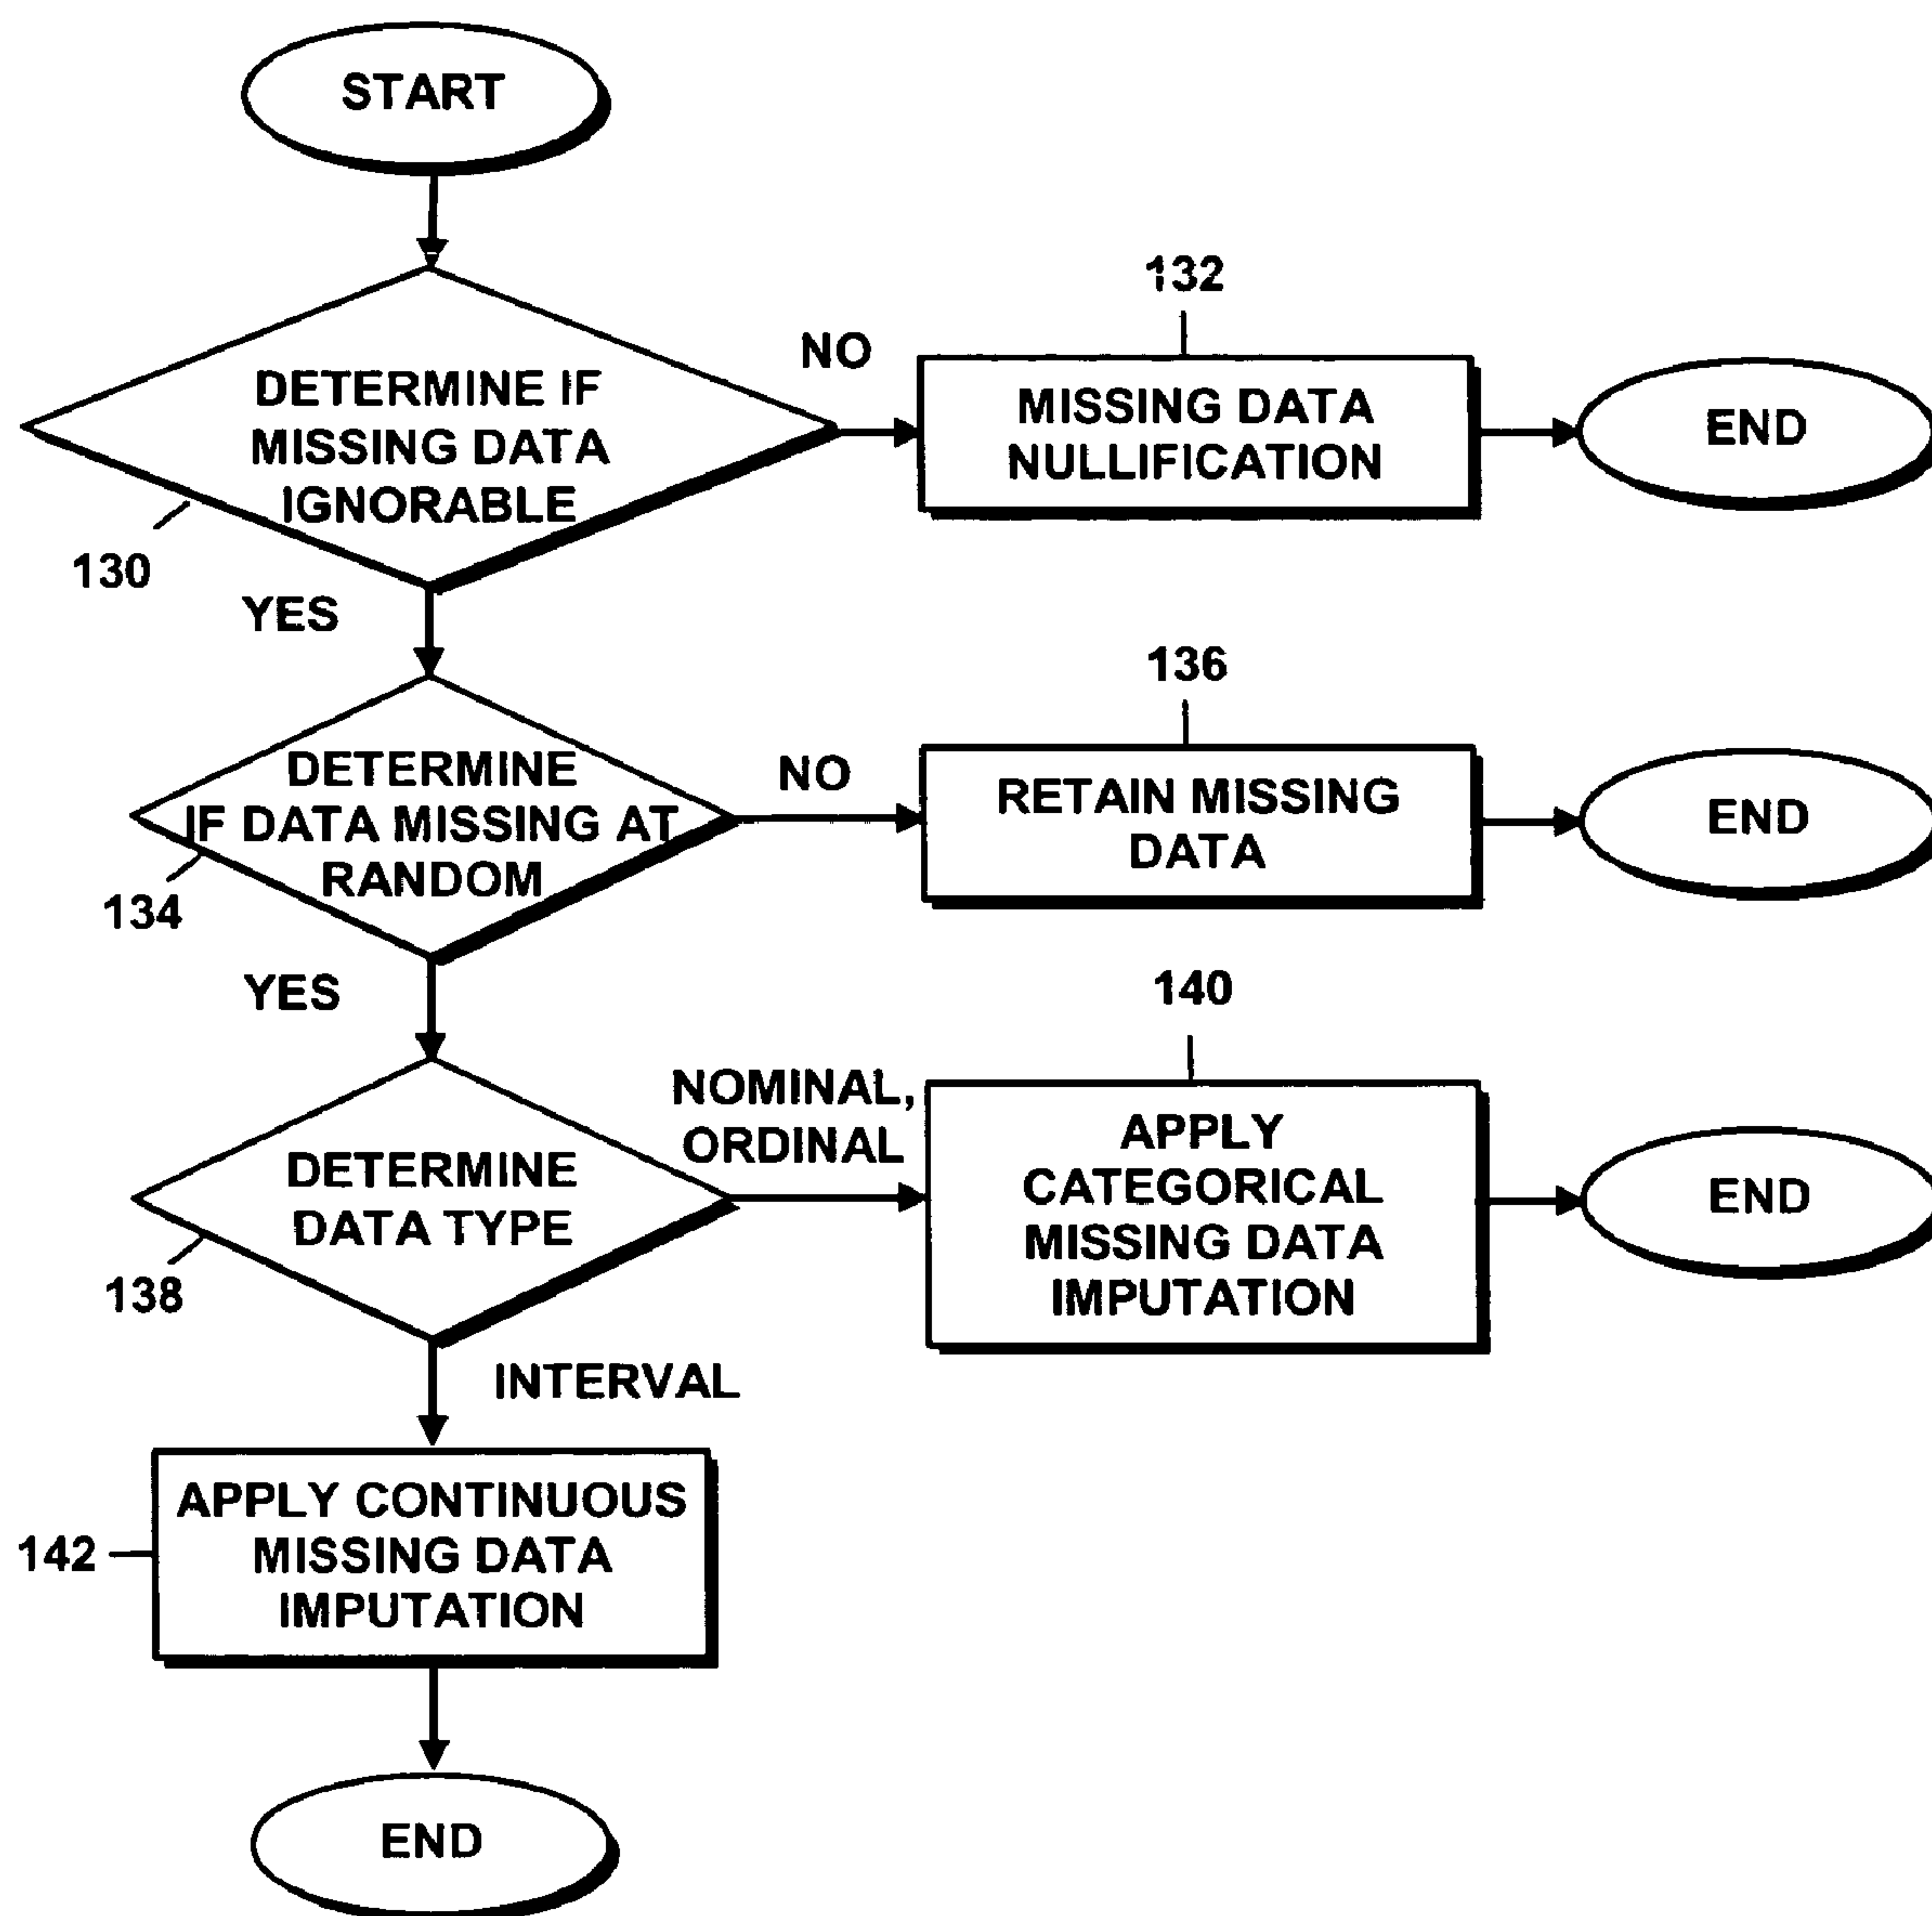 START
132
NO
DETERMINE IF
MISSING DATA
IGNORABLE
MISSING DATA
NULLIFICATION
END
130
YES
136
DETERMINE
IF DATA MISSING AT
RANDOM
NO
RETAIN MISSING
DATA
END
134
YES
140
NOMINAL,
ORDINAL
DETERMINE
DATA TYPE
APPLY
CATEGORICAL
MISSING DATA
IMPUTATION
END
138
INTERVAL
APPLY CONTINUOUS
MISSING DATA
IMPUTATION
142
END